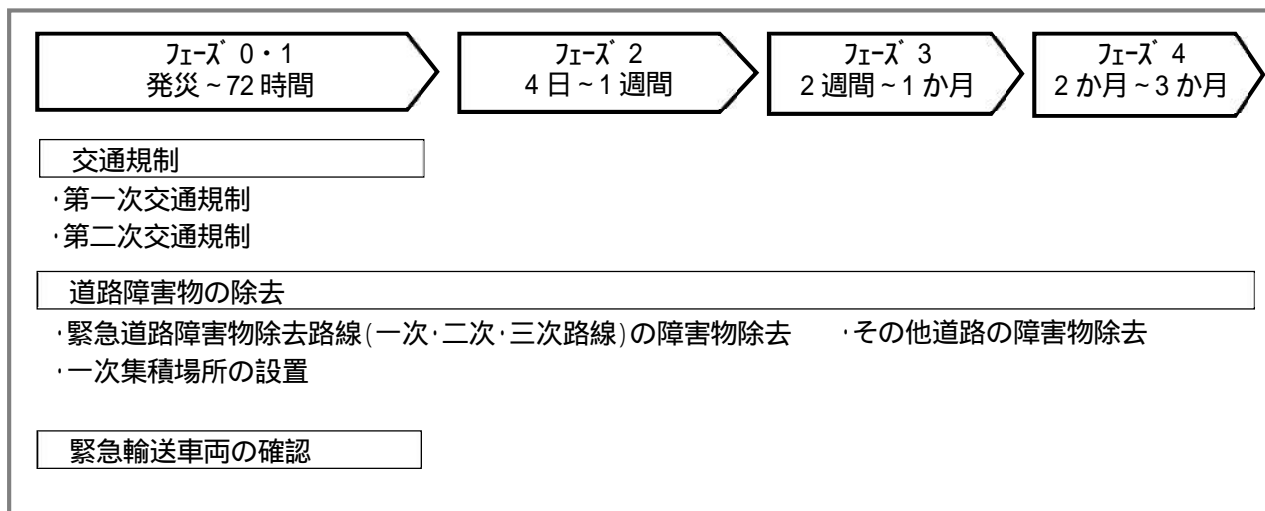 ﾌｪｰｽﾞ 0・1
発災~72時間
ﾌｪｰｽﾞ 2
4日~1週間
ﾌｪｰｽﾞ 3
2週間~1か月
ﾌｪｰｽﾞ 4
2か月~3か月
交通規制
・第一次交通規制
・第二次交通規制
道路障害物の除去
・緊急道路障害物除去路線(一次・二次・三次路線)の障害物除去 ・その他道路の障害物除去
・一次集積場所の設置
緊急輸送車両の確認